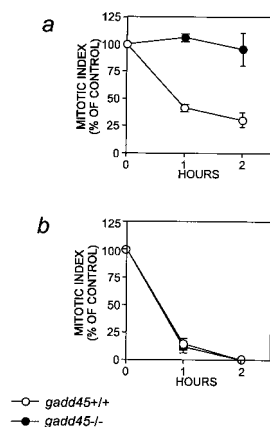 a
MITOTIC INDEX
(% OF CONTROL)
125
100
75
50
25
0
0 1 2
HOURS
b
MITOTIC INDEX
(% OF CONTROL)
125
100
75
50
25
0
0 1 2
HOURS
gadd45+/+
gadd45-/-